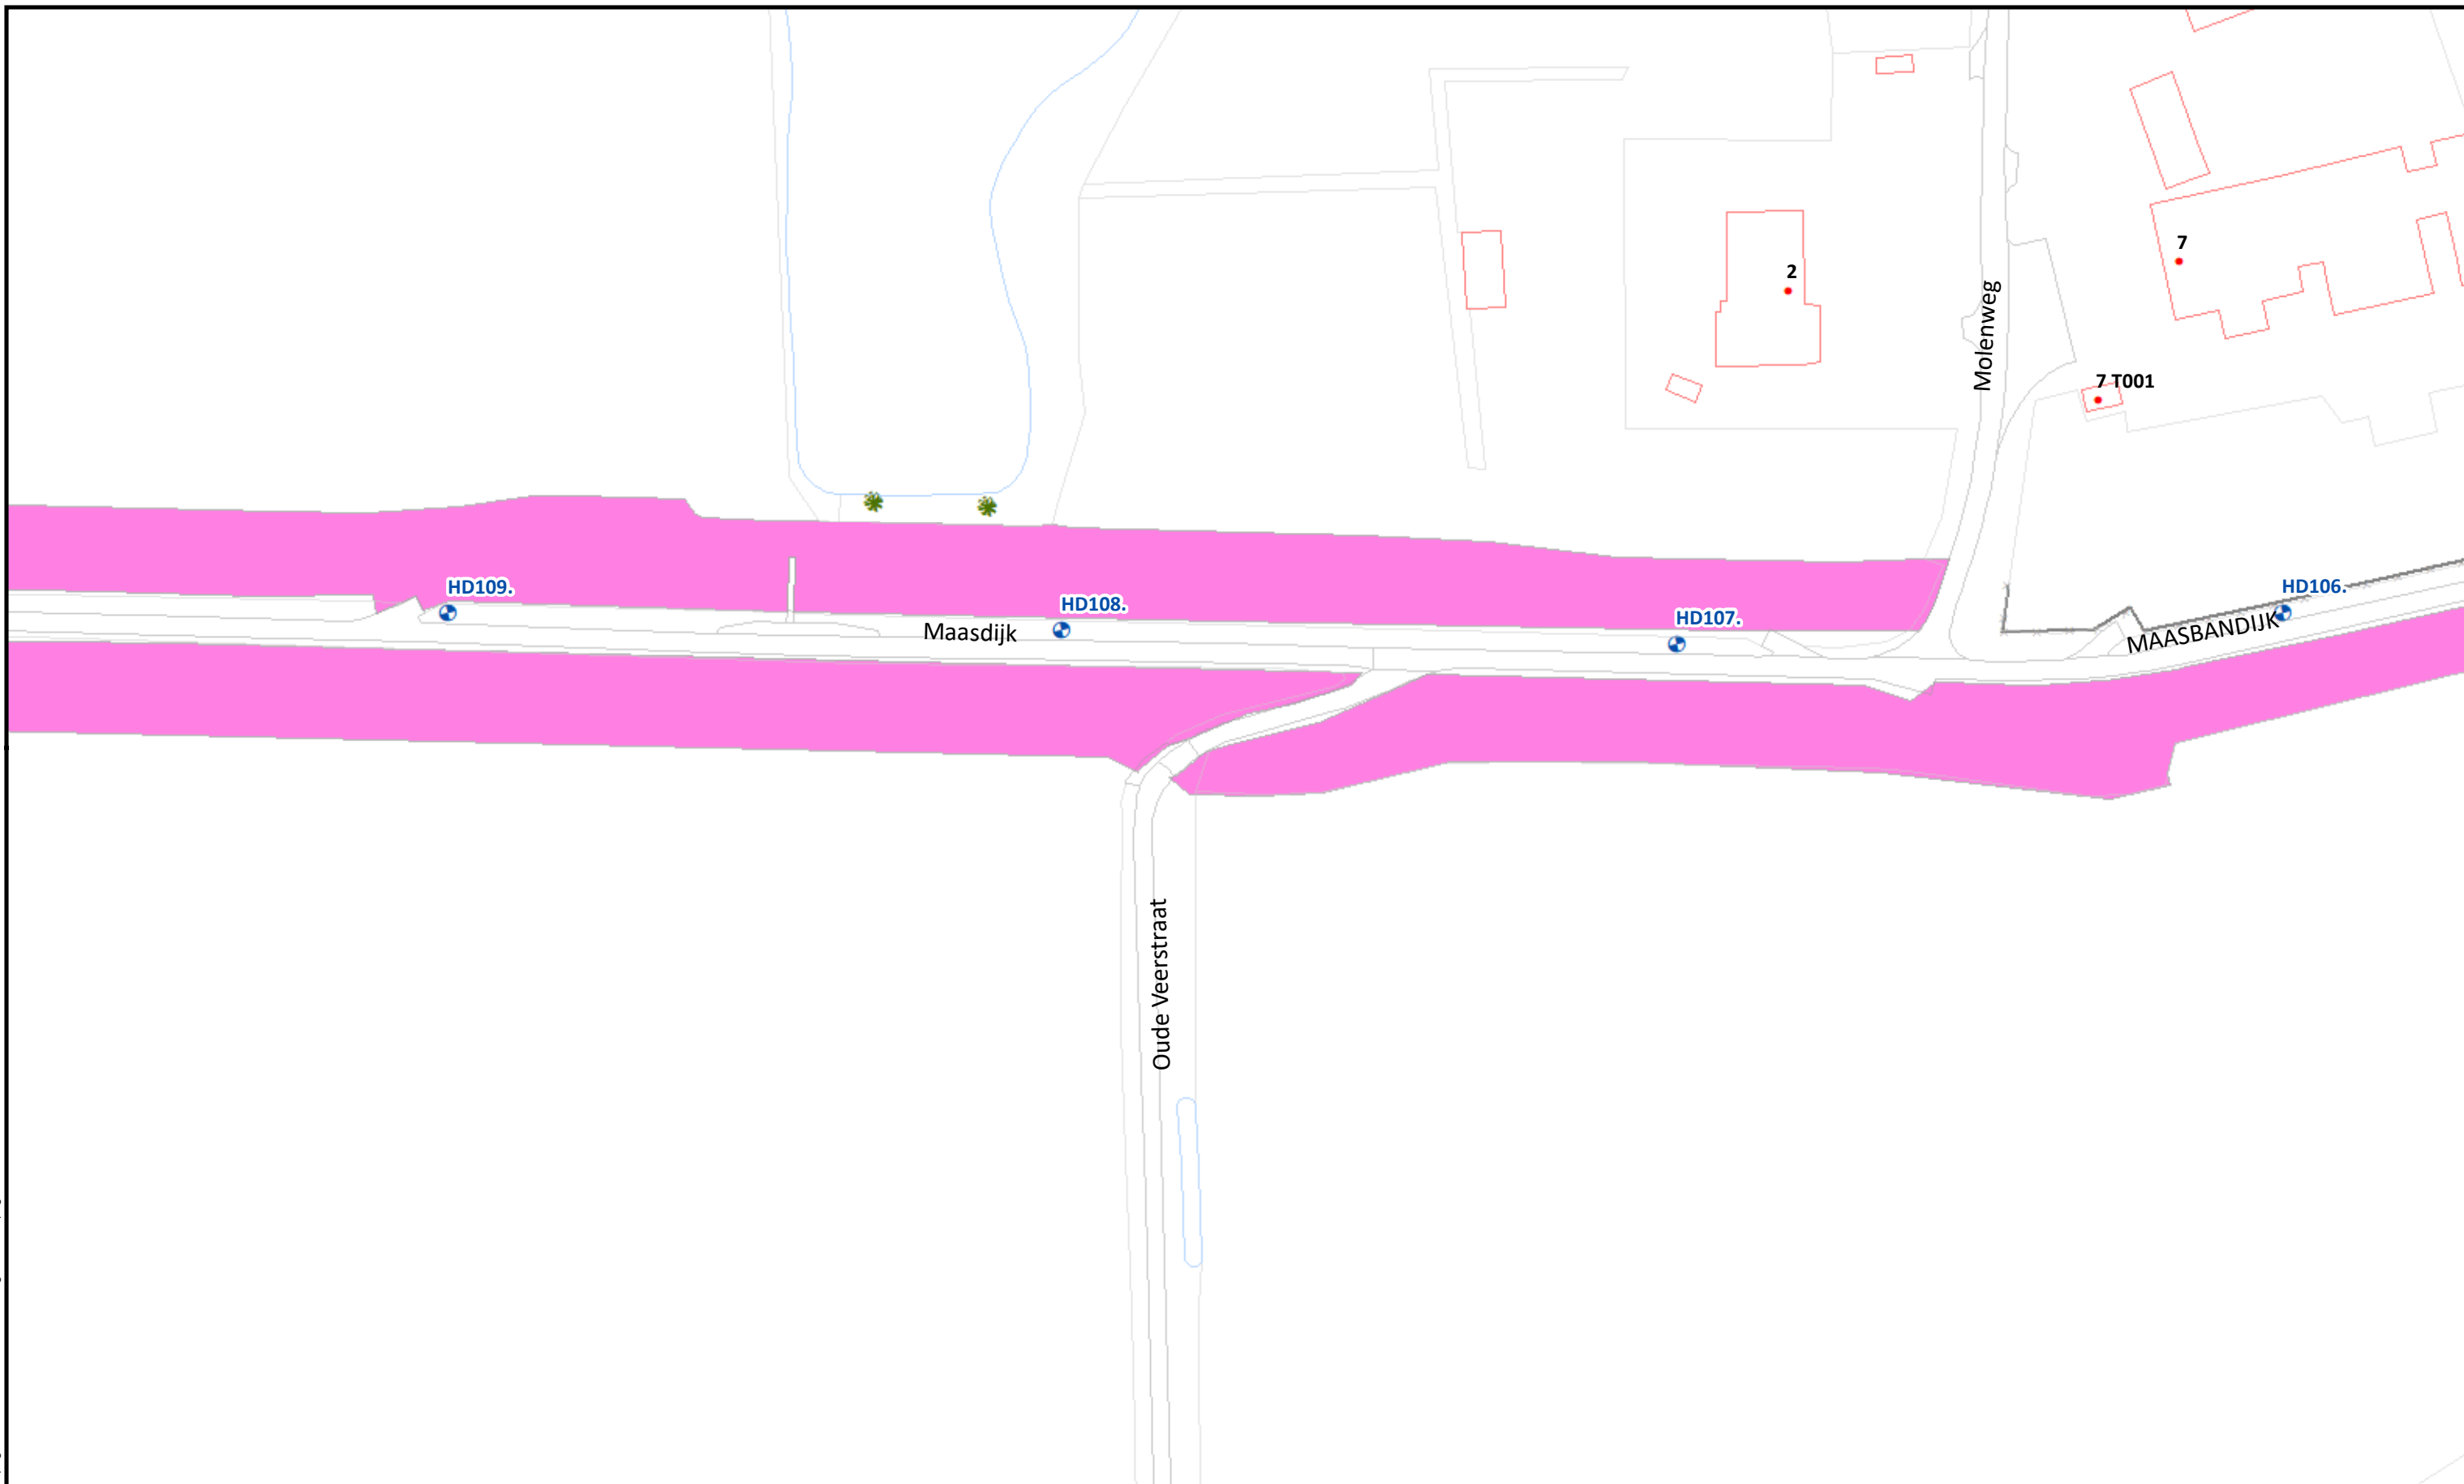 7
2
Molenweg
7 T001
HD109.
HD108.
HD107.
HD106.
Maasdijk
MAASBANDIJK
Oude Veerstraat